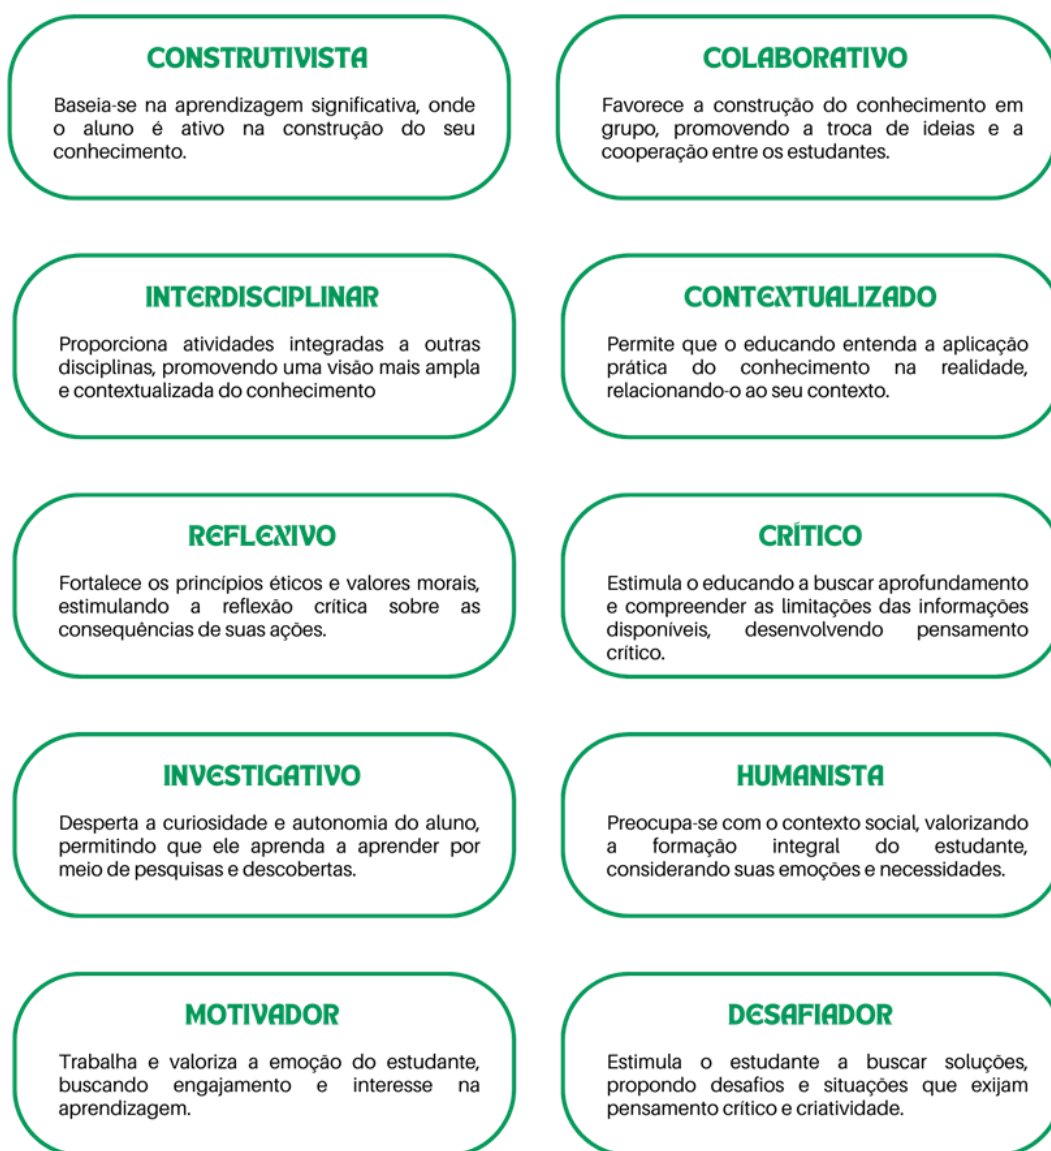 CONSTRUTIVISTA
Baseia-se na aprendizagem significativa, onde
o aluno é ativo na construção do seu
conhecimento.
COLABORATIVO
Favorece a construção do conhecimento em
grupo, promovendo a troca de ideias e a
cooperação entre os estudantes.
INTERDISCIPLINAR
Proporciona atividades integradas a outras
disciplinas, promovendo uma visão mais ampla
e contextualizada do conhecimento
CONTEXTUALIZADO
Permite que o educando entenda a aplicação
prática do conhecimento na realidade,
relacionando-o ao seu contexto.
REFLEXIVO
Fortalece os princípios éticos e valores morais,
estimulando a reflexão crítica sobre as
consequências de suas ações.
CRÍTICO
Estimula o educando a buscar aprofundamento
e compreender as limitações das informações
disponíveis, desenvolvendo pensamento
crítico.
INVESTIGATIVO
Desperta a curiosidade e autonomia do aluno,
permitindo que ele aprenda a aprender por
meio de pesquisas e descobertas.
HUMANISTA
Preocupa-se com o contexto social, valorizando
a formação integral do estudante,
considerando suas emoções e necessidades.
MOTIVADOR
Trabalha e valoriza a emoção do estudante,
buscando engajamento e interesse na
aprendizagem.
DESAFIADOR
Estimula o estudante a buscar soluções,
propondo desafios e situações que exijam
pensamento crítico e criatividade.